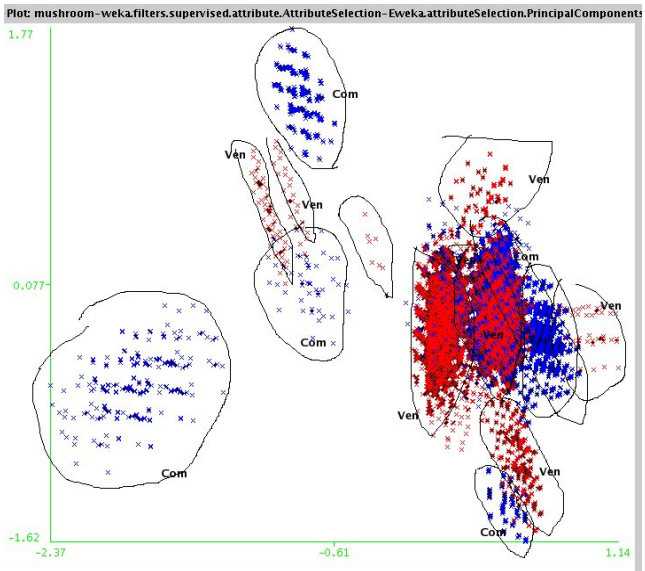 Plot: mushroom-weka.filters.supervised.attribute.AttributeSelection-Eweka.attributeSelection.PrincipalComponents
1.77
Com
Ven
Ven
Ven
Com
Ven
0.077
Ven
Ven
Com
Ven
Com
Ven
Com
-1.62
-2.37
-0.61
1.14